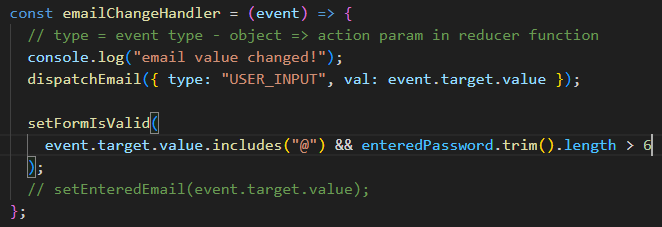 const emailChangeHandler = (event) => {
// type = event type - object => action param in reducer function
console.log("email value changed!");
dispatchEmail({ type: "USER_INPUT", val: event.target.value });
setFormIsValid(
event.target.value.includes("@") && enteredPassword.trim().length > 6
);
// setEnteredEmail(event.target.value);
};